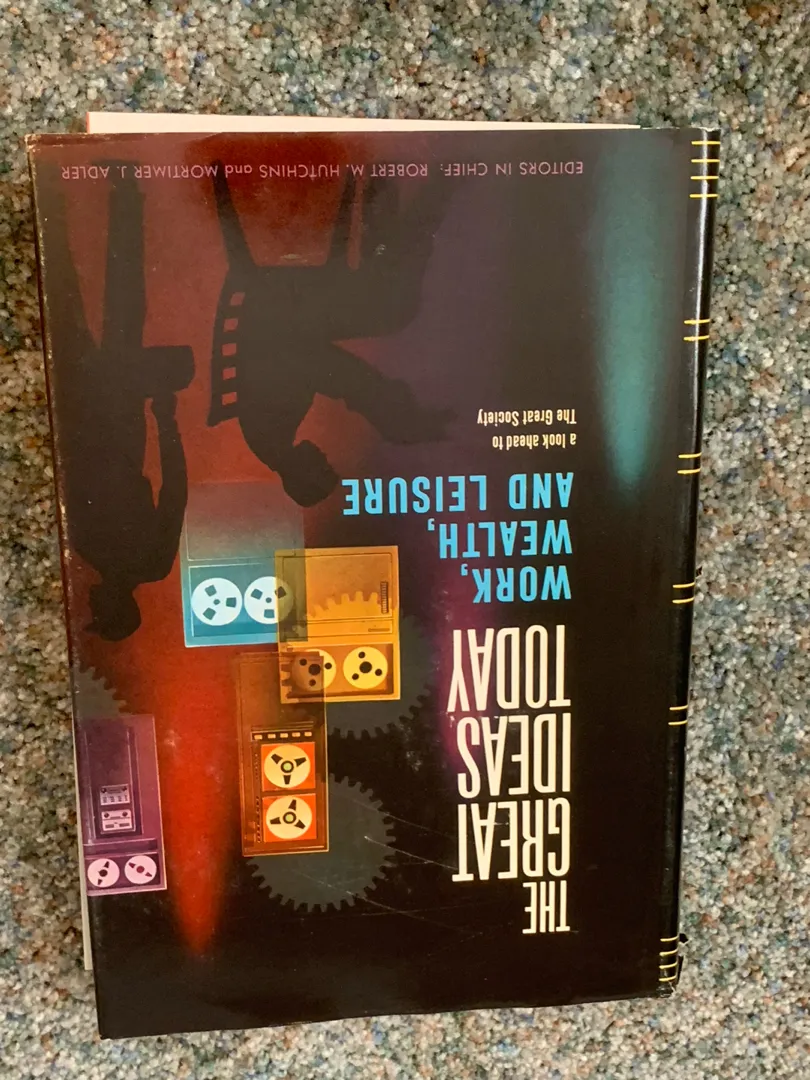 THE
GREAT
IDEAS
TODAY
WORK,
WEALTH,
AND LEISURE
a look ahead to
The Great Society
EDITORS IN CHIEF: ROBERT M. HUTCHINS and MORTIMER J. ADLER